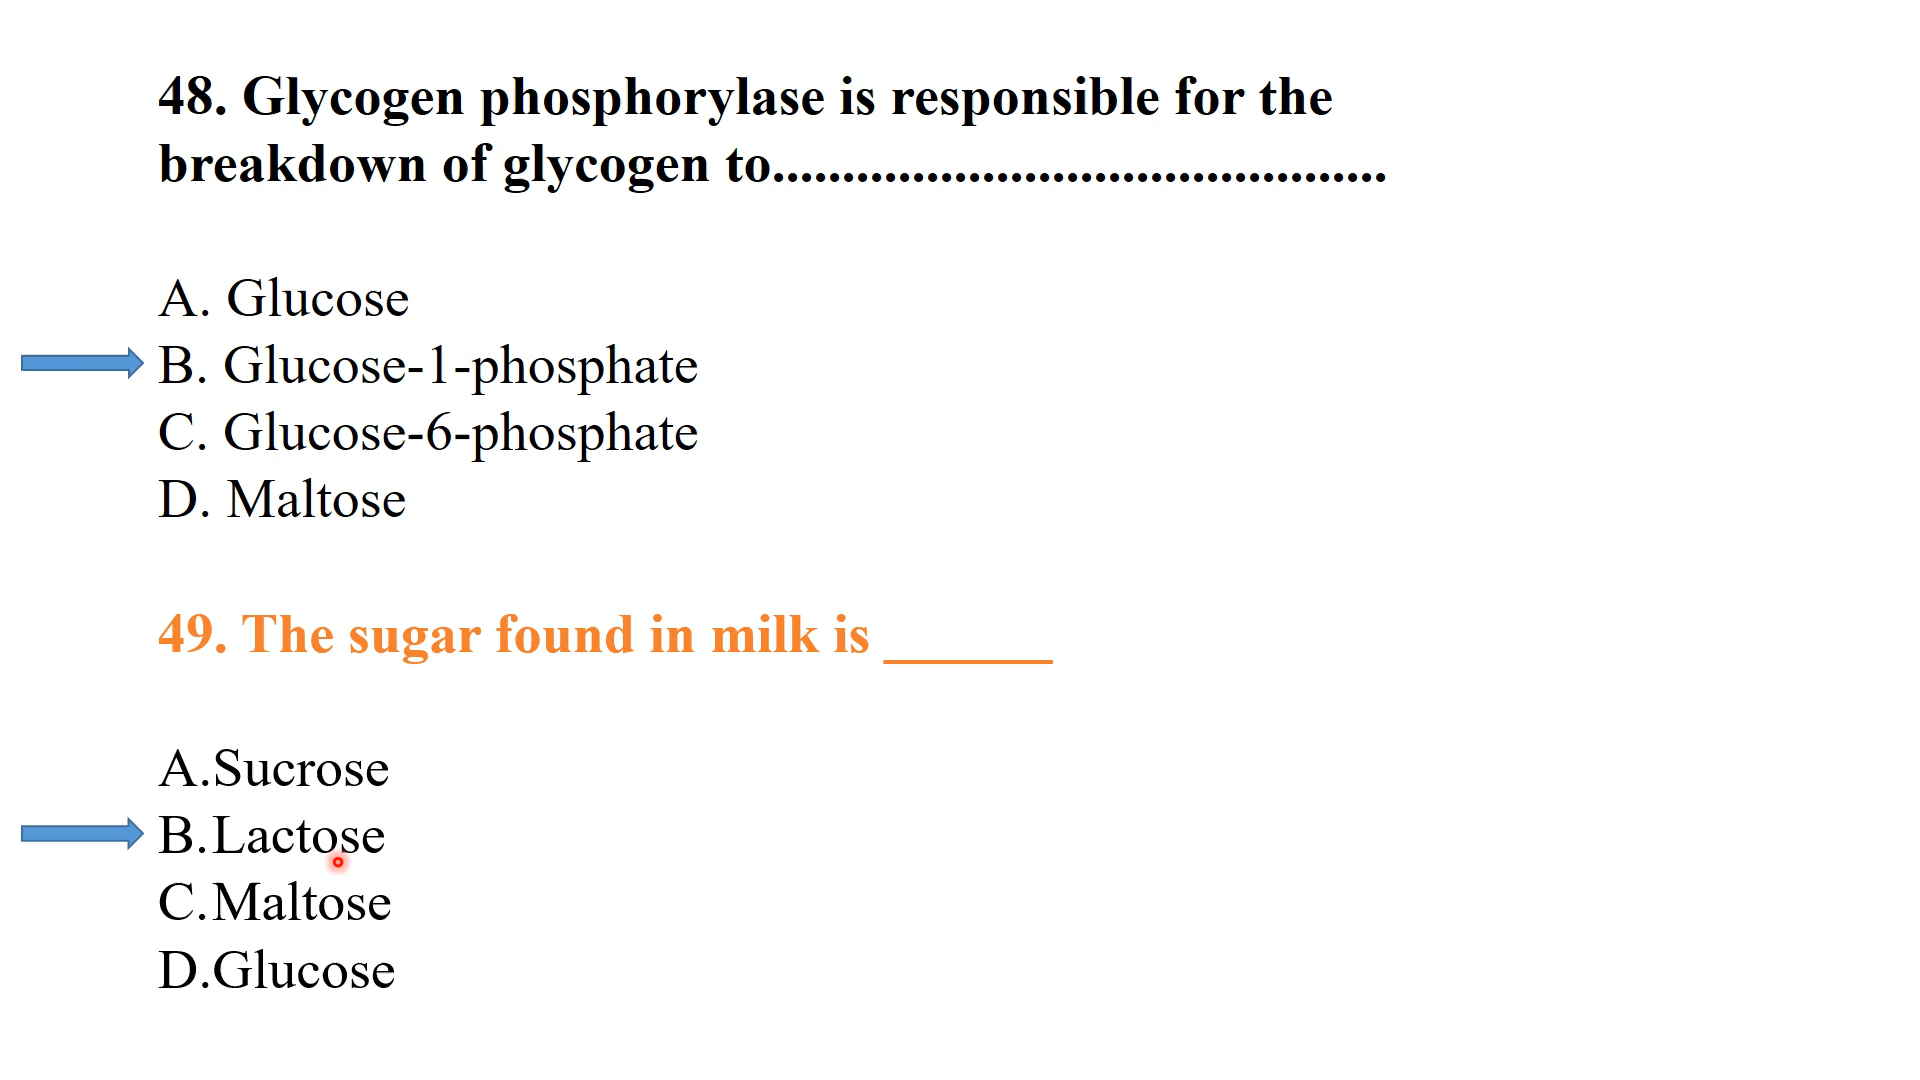 48. Glycogen phosphorylase is responsible for the
breakdown of glycogen to............................................
A. Glucose
B. Glucose-1-phosphate
C. Glucose-6-phosphate
D. Maltose
49. The sugar found in milk is ______
A.Sucrose
B.Lactose
C.Maltose
D.Glucose